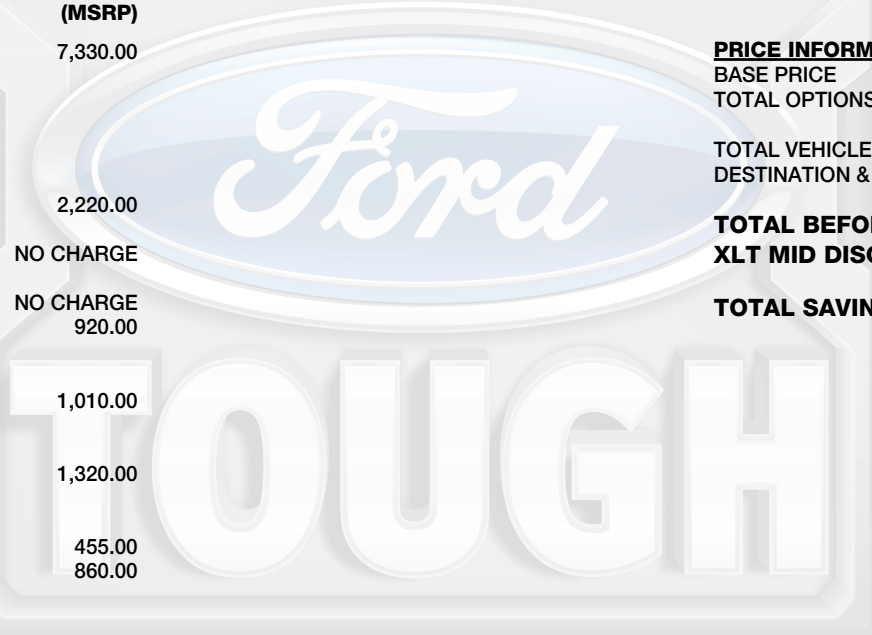 (MSRP)
7,330.00
2,220.00
NO CHARGE
NO CHARGE
920.00
1,010.00
1,320.00
455.00
860.00
PRICE INFORM
BASE PRICE
TOTAL OPTIONS
TOTAL VEHICLE
DESTINATION &
TOTAL BEFO
XLT MID DISC
TOTAL SAVIN
Ford
TOUGH